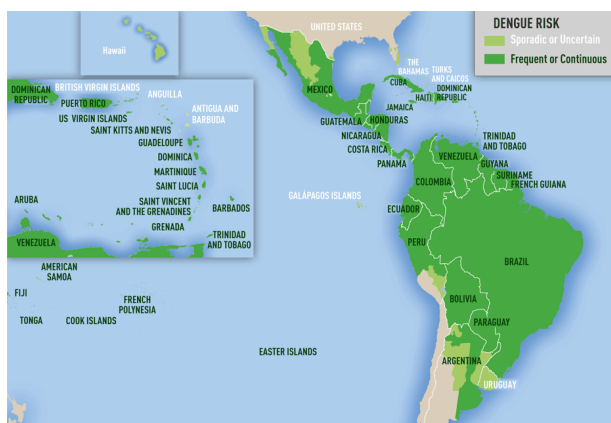 DENGUE RISK
Sporadic or Uncertain
Frequent or Continuous
Hawaii
UNITED STATES
MEXICO
THE
BAHAMAS
TURKS
AND CAICOS
CUBA
DOMINICAN
REPUBLIC
HAITI
JAMAICA
GUATEMALA
HONDURAS
NICARAGUA
COSTA RICA
PANAMA
TRINIDAD
AND TOBAGO
VENEZUELA
GUYANA
SURINAME
FRENCH GUIANA
COLOMBIA
GALÁPAGOS ISLANDS
ECUADOR
PERU
BRAZIL
BOLIVIA
PARAGUAY
ARGENTINA
URUGUAY
EASTER ISLANDS
DOMINICAN
REPUBLIC
BRITISH VIRGIN ISLANDS
PUERTO RICO
ANGUILLA
US VIRGIN ISLANDS
ANTIGUA AND
BARBUDA
SAINT KITTS AND NEVIS
GUADELOUPE
DOMINICA
MARTINIQUE
SAINT LUCIA
SAINT VINCENT
AND THE GRENADINES
BARBADOS
ARUBA
GRENADA
VENEZUELA
TRINIDAD
AND TOBAGO
AMERICAN
SAMOA
FIJI
FRENCH
POLYNESIA
TONGA
COOK ISLANDS